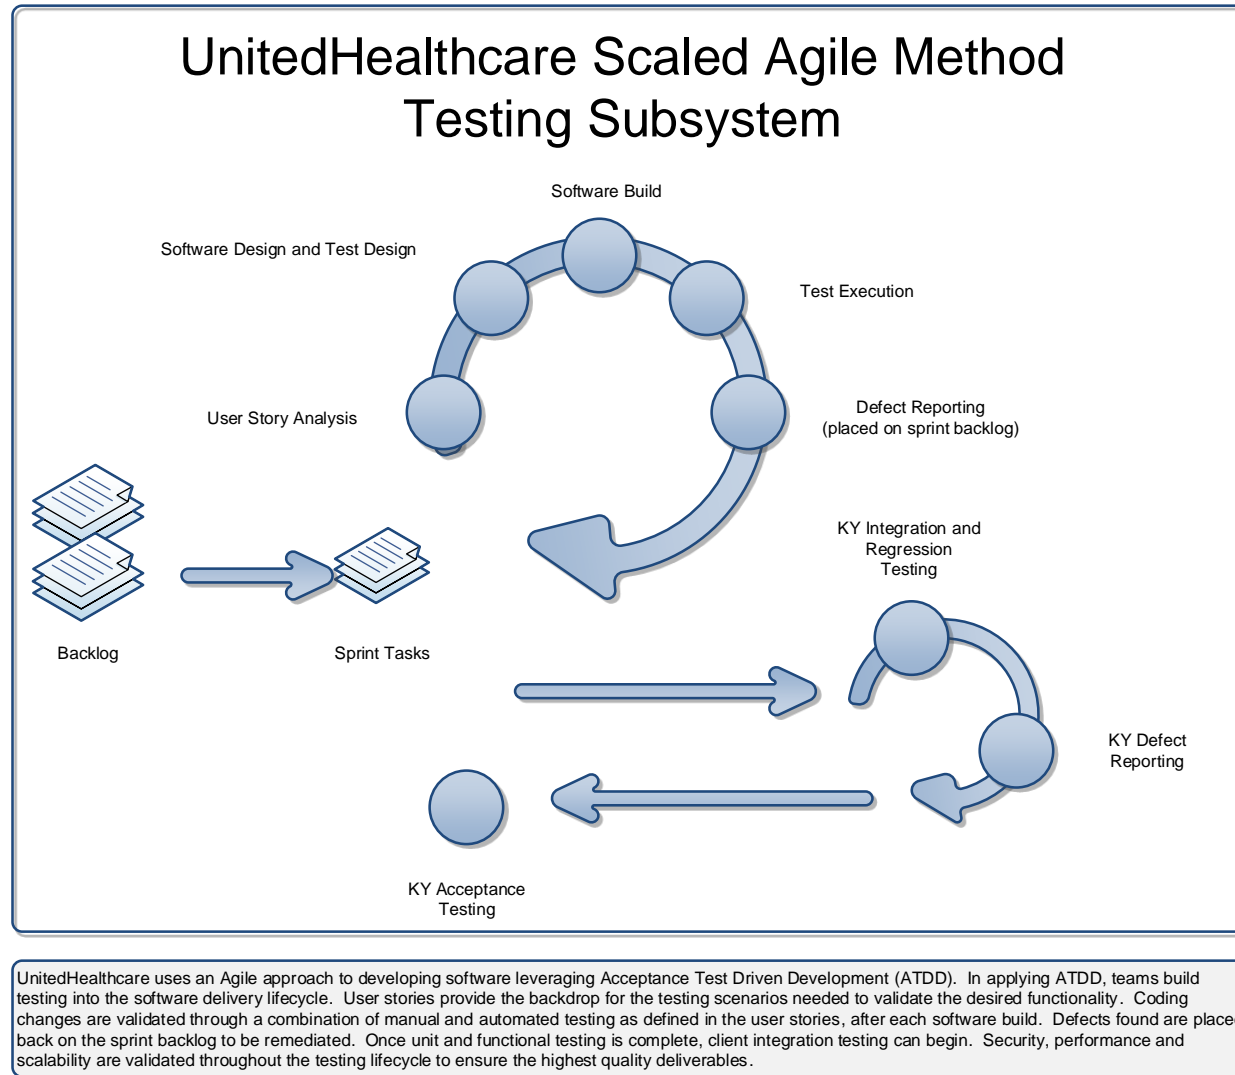 UnitedHealthcare Scaled Agile Method
Testing Subsystem
Software Build
Software Design and Test Design
Test Execution
User Story Analysis
Defect Reporting
(placed on sprint backlog)
KY Integration and
Regression
Testing
Backlog
Sprint Tasks
KY Defect
Reporting
KY Acceptance
Testing
UnitedHealthcare uses an Agile approach to developing software leveraging Acceptance Test Driven Development (ATDD).  In applying ATDD, teams build
testing into the software delivery lifecycle.  User stories provide the backdrop for the testing scenarios needed to validate the desired functionality.  Coding
changes are validated through a combination of manual and automated testing as defined in the user stories, after each software build.  Defects found are place
back on the sprint backlog to be remediated.  Once unit and functional testing is complete, client integration testing can begin.  Security, performance and
scalability are validated throughout the testing lifecycle to ensure the highest quality deliverables.